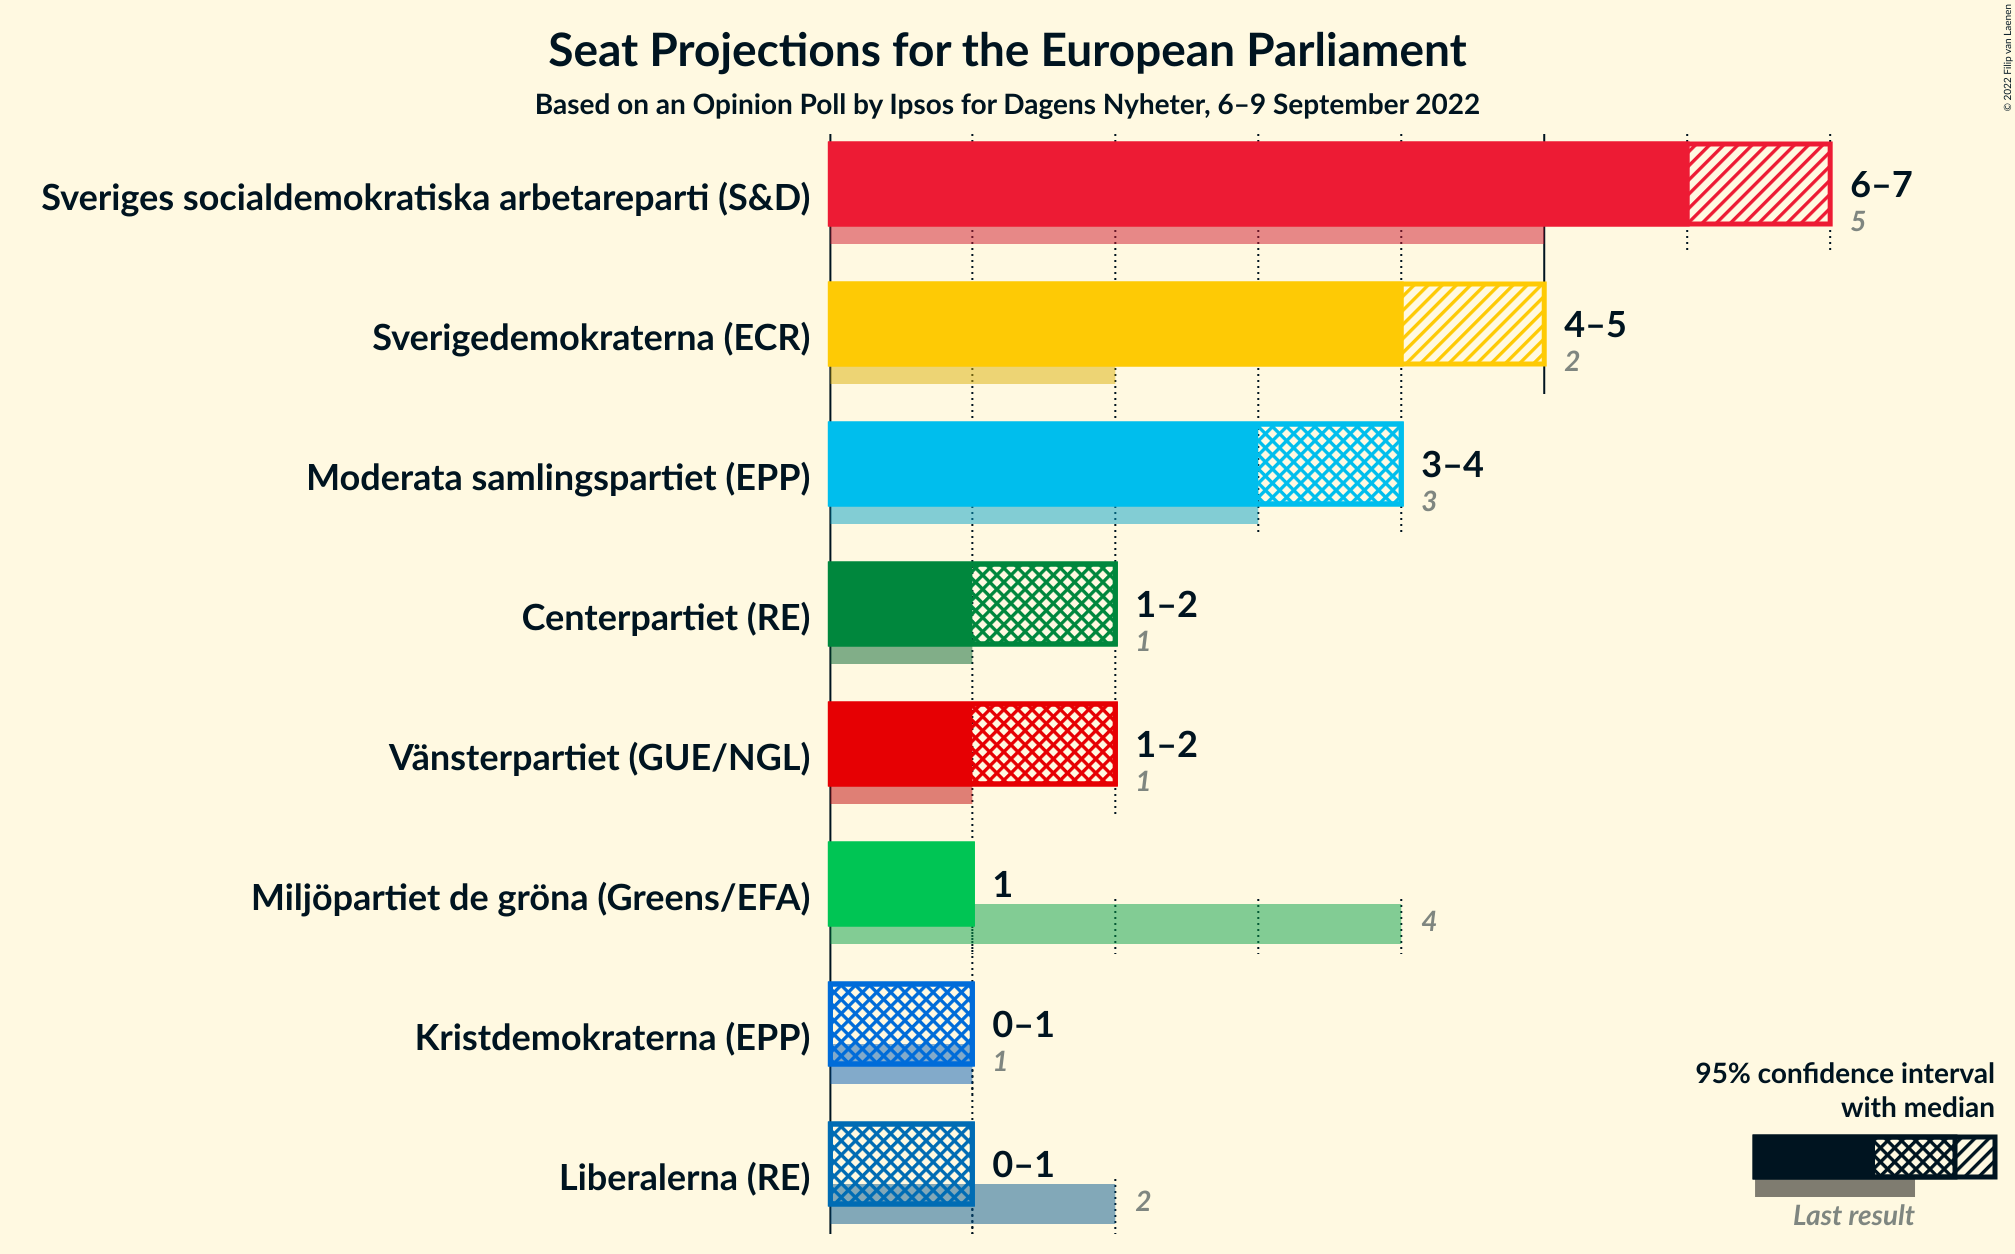 Seat Projections for the European Parliament
Based on an Opinion Poll by Ipsos for Dagens Nyheter, 6–9 September 2022
© 2022 Filip van Laenen
Sveriges socialdemokratiska arbetareparti (S&D)
6–7
5
Sverigedemokraterna (ECR)
4–5
2
Moderata samlingspartiet (EPP)
3–4
3
Centerpartiet (RE)
1–2
1
Vänsterpartiet (GUE/NGL)
1–2
1
Miljöpartiet de gröna (Greens/EFA)
1
4
Kristdemokraterna (EPP)
0–1
1
Liberalerna (RE)
0–1
2
95% confidence interval
with median
Last result